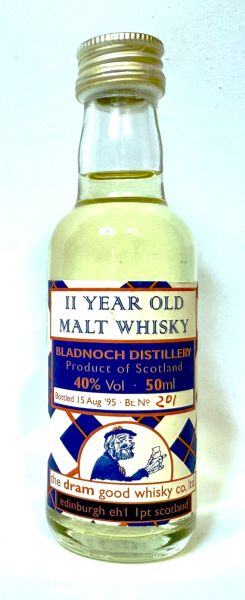 11 YEAR OLD
MALT WHISKY
BLADNOCH DISTILLERY
Product of Scotland
40% Vol · 50ml
Bottled 15 Aug '95 · Bt. Nº 201
the dram good whisky co. ltd.
edinburgh eh1 1pt scotland